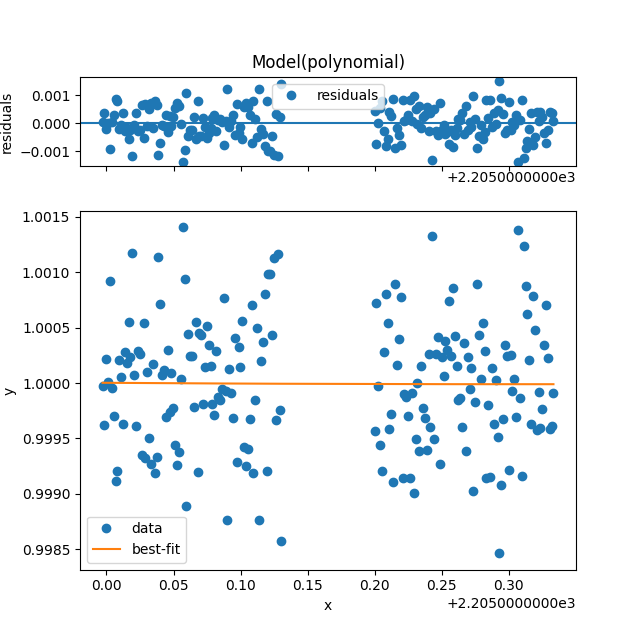 Model(polynomial)
residuals
0.001
0.000
−0.001
residuals
+2.2050000000e3
y
1.0015
1.0010
1.0005
1.0000
0.9995
0.9990
0.9985
data
best-fit
0.00 0.05 0.10 0.15 0.20 0.25 0.30
x
+2.2050000000e3